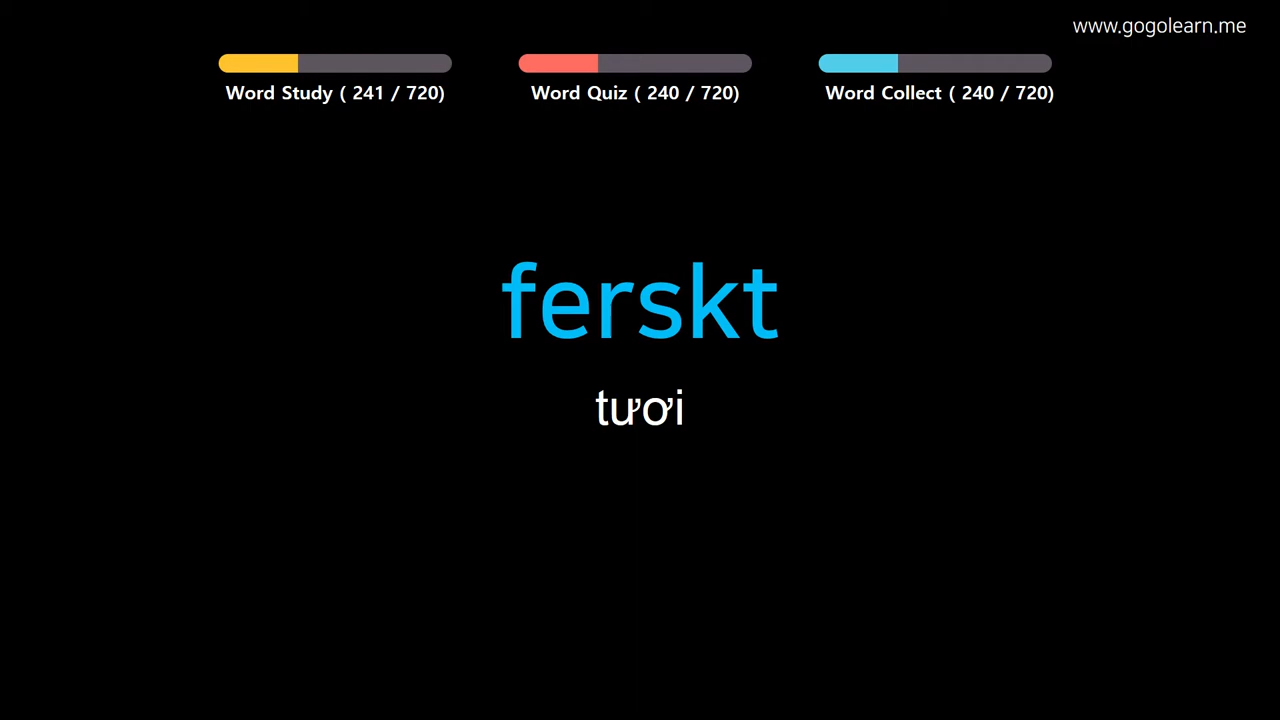 www.gogolearn.me
Word Study ( 241 / 720)
Word Quiz ( 240 / 720)
Word Collect ( 240 / 720)
ferskt
tươi